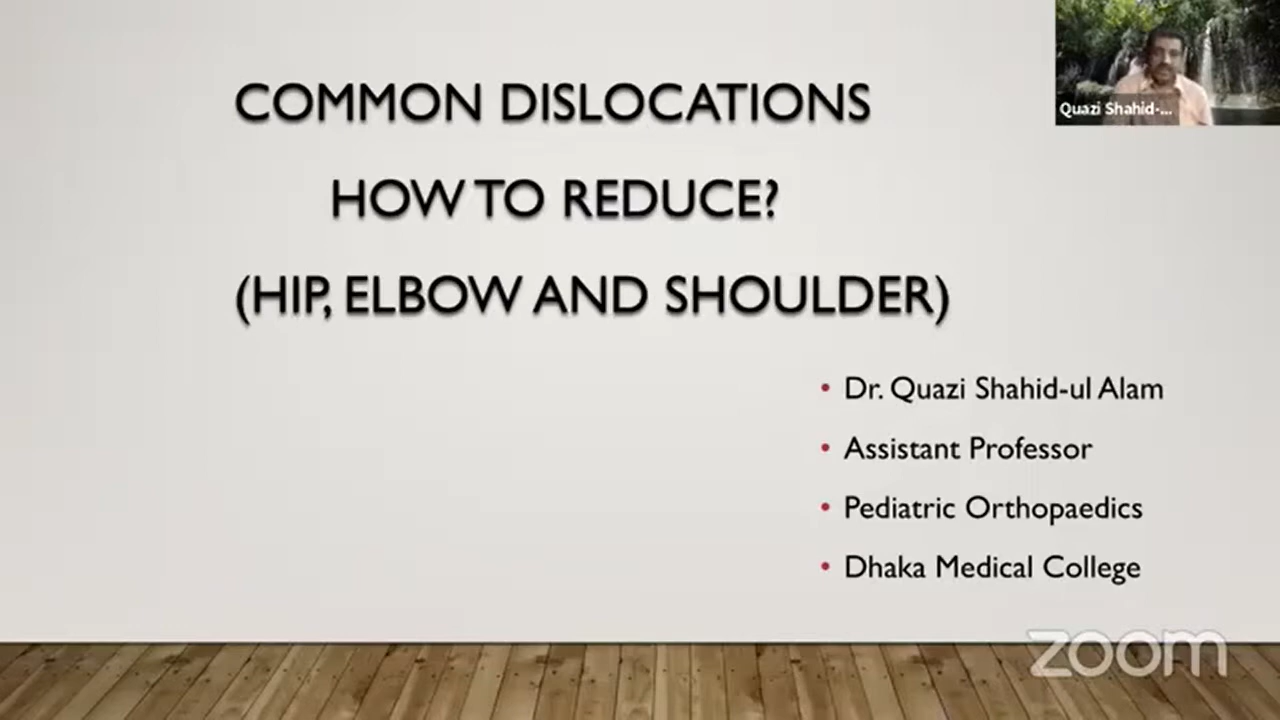 COMMON DISLOCATIONS
HOW TO REDUCE?
(HIP, ELBOW AND SHOULDER)
Quazi Shahid-...
• Dr. Quazi Shahid-ul Alam
• Assistant Professor
• Pediatric Orthopaedics
• Dhaka Medical College
zoom